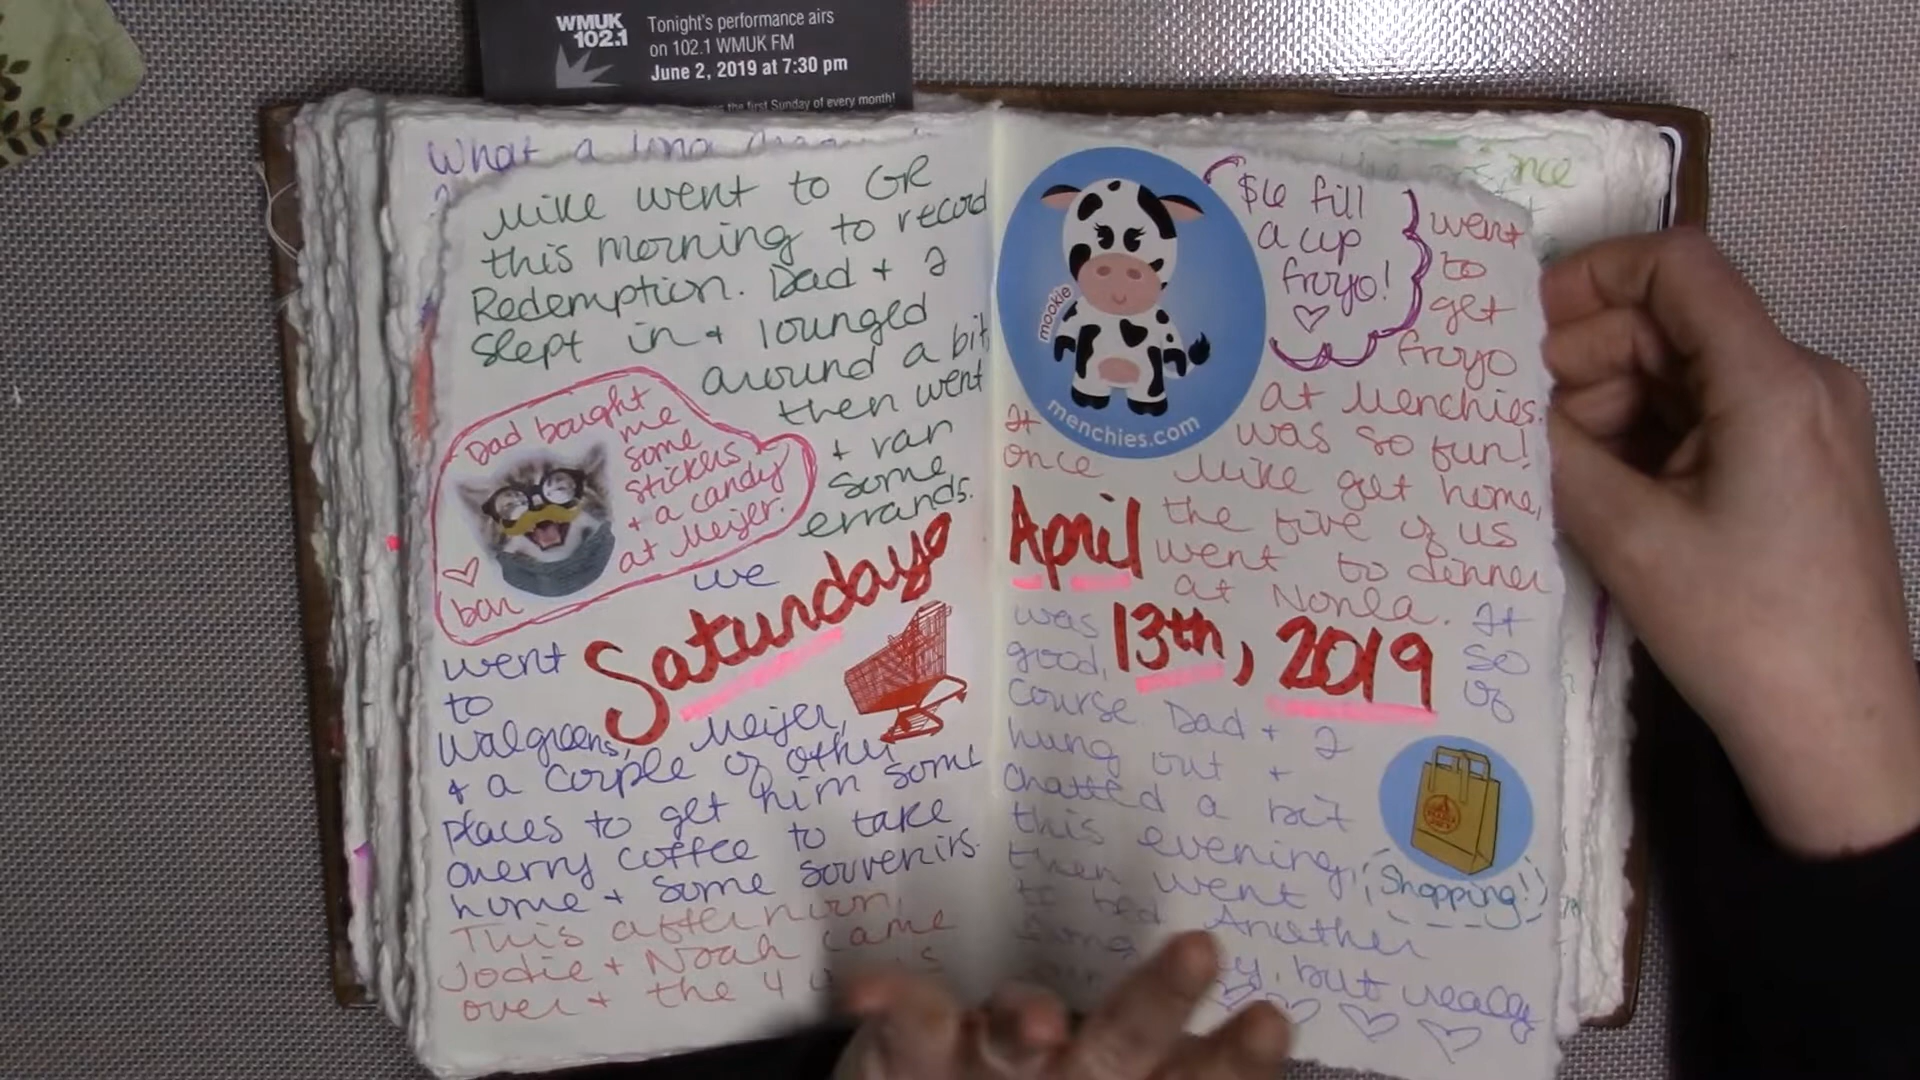 WMUK
102.1
Tonight's performance airs
on 102.1 WMUK FM
June 2, 2019 at 7:30 pm
the first Sunday of every month!
What a long
Mike went to GR
this morning to record
Redemption. Dad + I
slept in + lounged
around a bit,
then went
+ ran
some
errands.
Dad bought
me
some
stickers
+ a candy
bar
at Meijer.
we
Saturday
went
to
Walgreens, Meijer,
+ a couple of other
places to get him some
cherry coffee to take
home + some souvenirs.
This afternoon,
Jodie + Noah came
over + the 4
mookie
menchies.com
$6 fill
a cup
froyo!
went
to
get
froyo
at Menchies.
It was so fun!
once Mike got home,
April
the five of us
went to dinner
at Nonla. It
was
13th, 2019
so
good, of
course. Dad + I
hung out +
chatted a bit
this evening,
then went
to bed. Another
long
but really
Shopping!